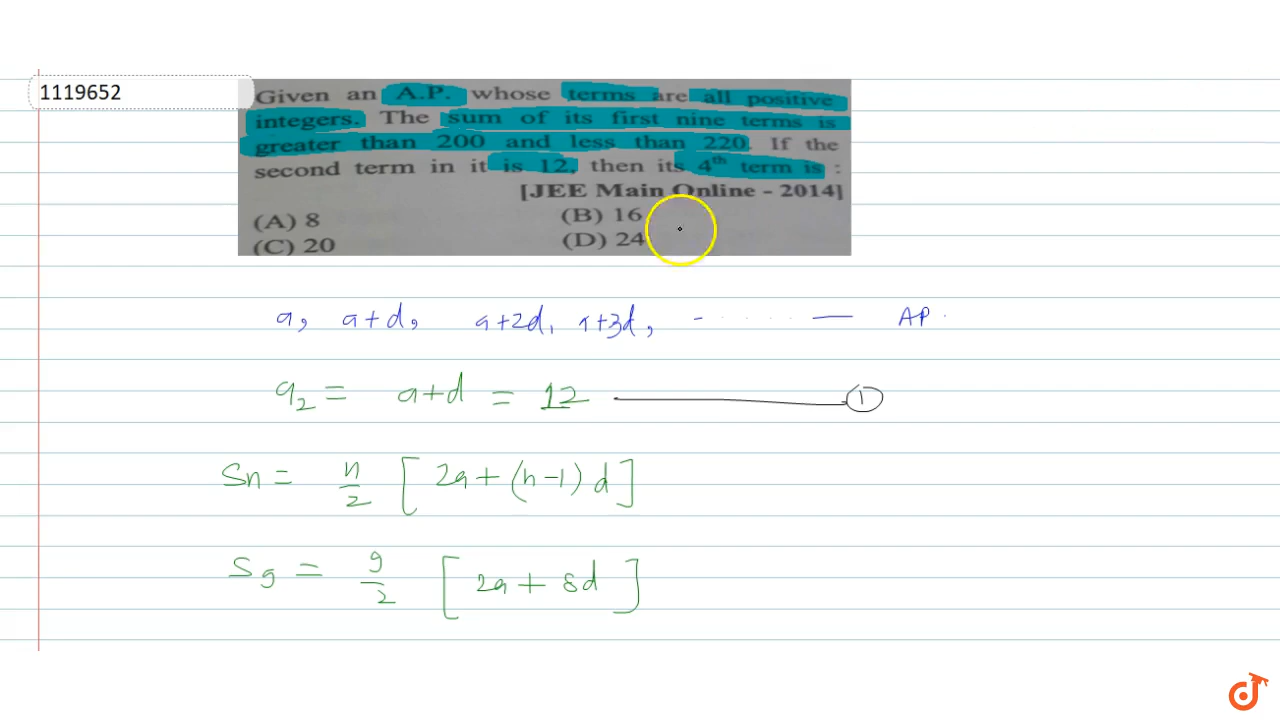 1119652
Given an A.P. whose terms are all positive
integers. The sum of its first nine terms is
greater than 200 and less than 220. If the
second term in it is 12, then its 4th term is :
[JEE Main Online - 2014]
(A) 8 (B) 16
(C) 20 (D) 24
a, a+d, a+2d, a+3d, - ..... — AP.
a2 = a+d = 12 — 1
Sn = n/2 [ 2a + (n-1) d ]
S9 = 9/2 [ 2a + 8d ]